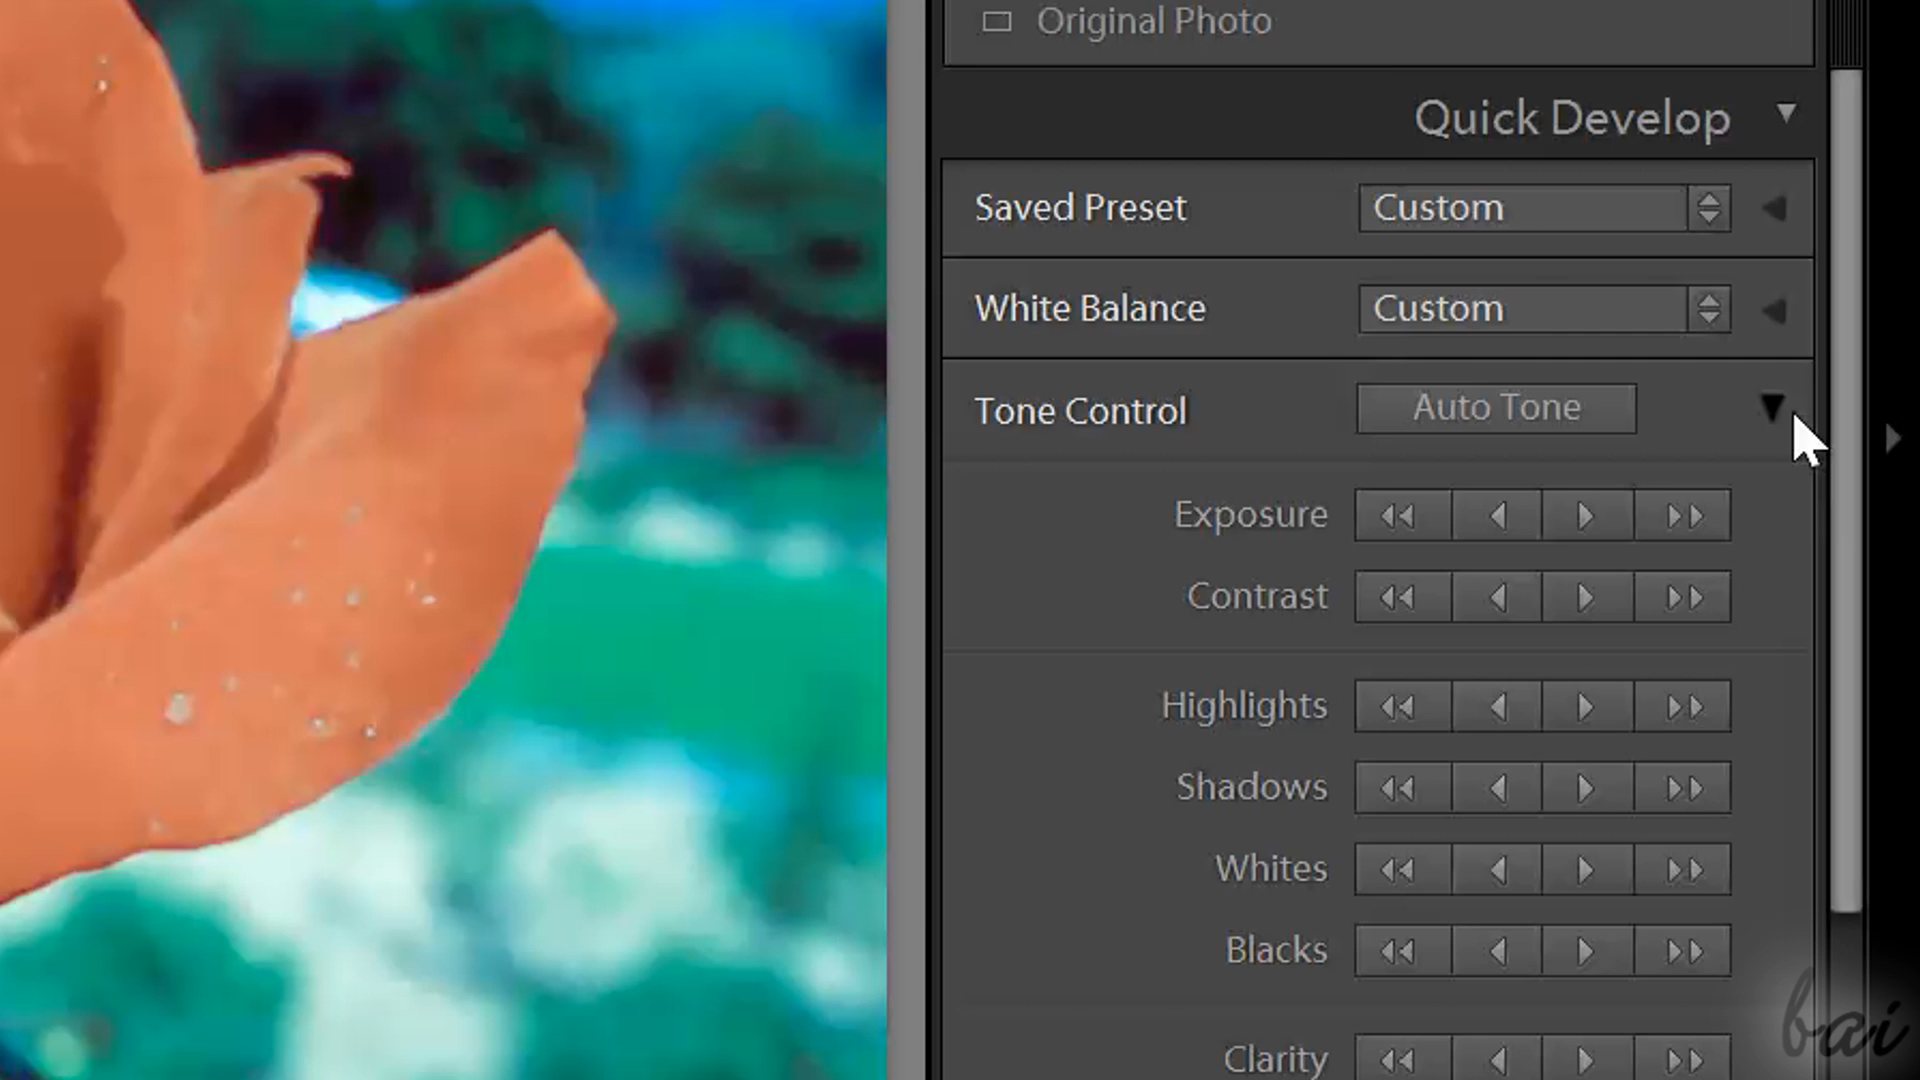 Original Photo
Quick Develop
Saved Preset Custom
White Balance Custom
Tone Control Auto Tone
Exposure
Contrast
Highlights
Shadows
Whites
Blacks
Clarity
bai